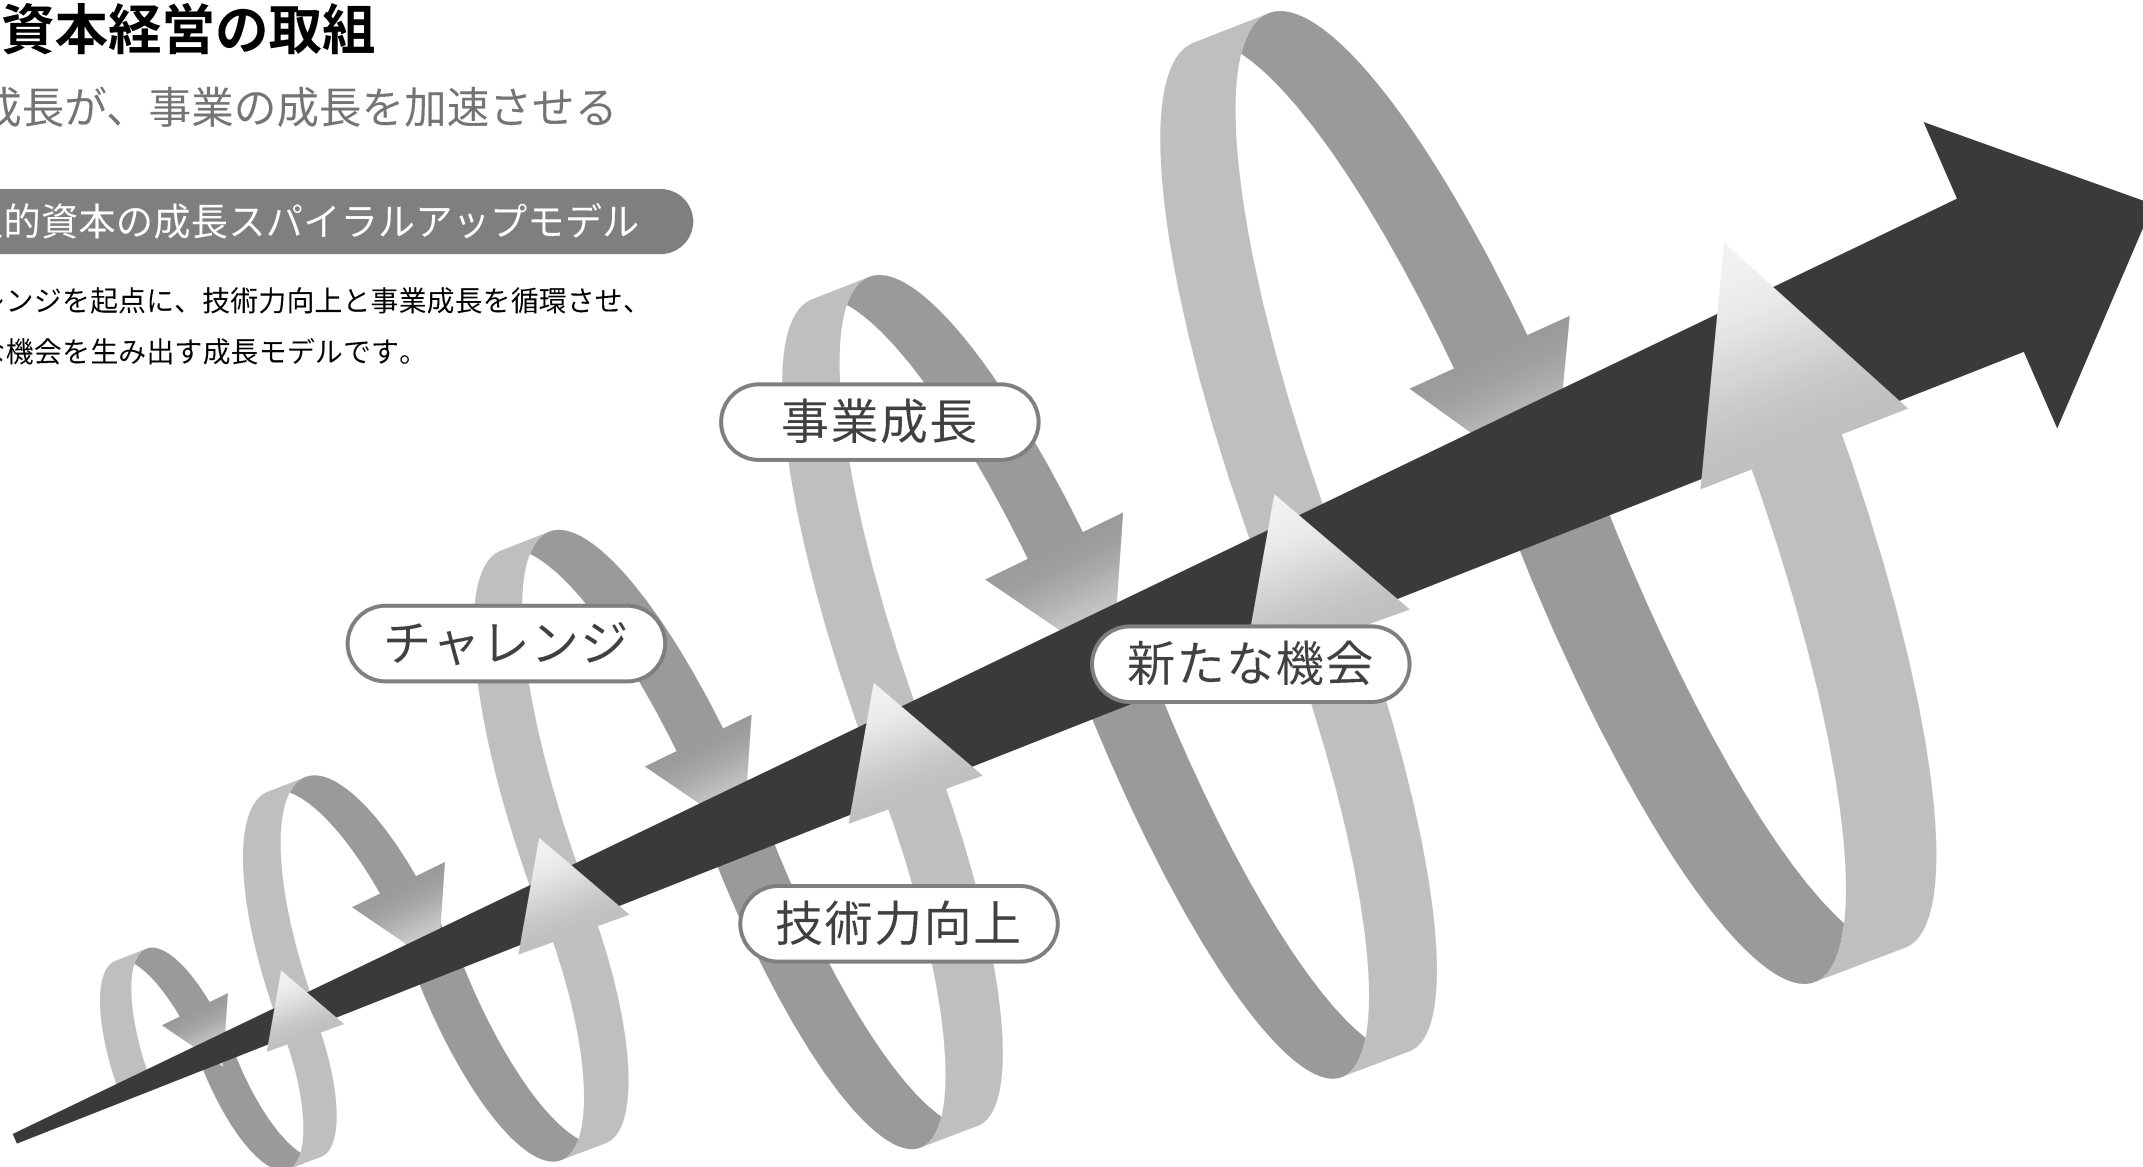 資本経営の取組
成長が、事業の成長を加速させる
的資本の成長スパイラルアップモデル
ンジを起点に、技術力向上と事業成長を循環させ、
機会を生み出す成長モデルです。
事業成長
チャレンジ
新たな機会
技術力向上